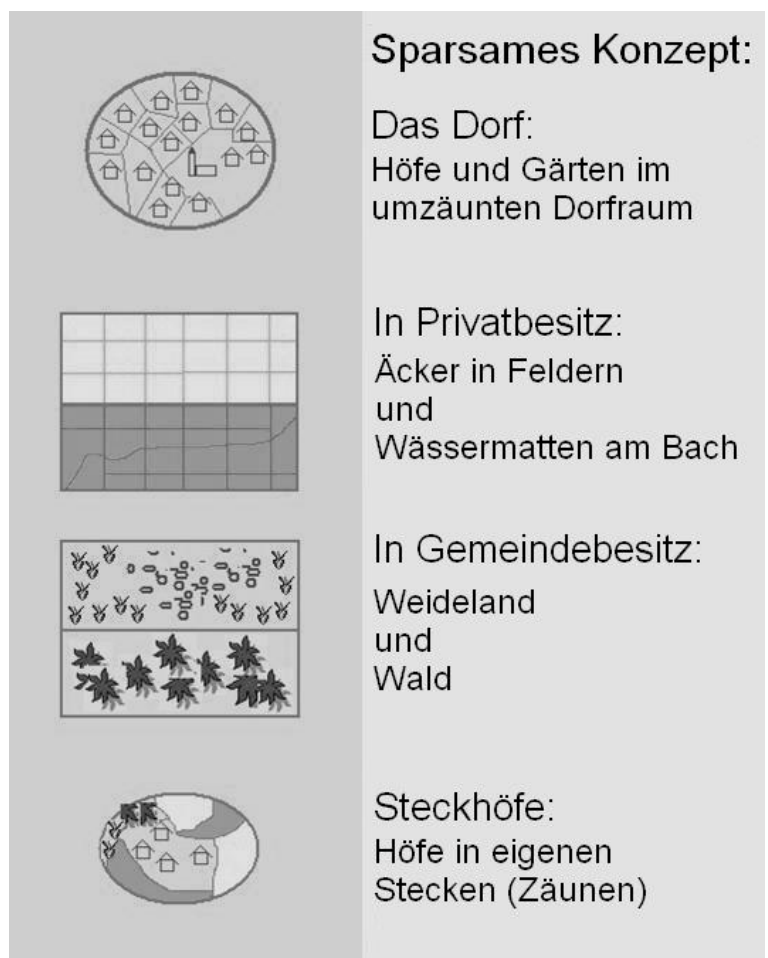 Sparsames Konzept:
Das Dorf:
Höfe und Gärten im
umzäunten Dorfraum
In Privatbesitz:
Äcker in Feldern
und
Wässermatten am Bach
In Gemeindebesitz:
Weideland
und
Wald
Steckhöfe:
Höfe in eigenen
Stecken (Zäunen)